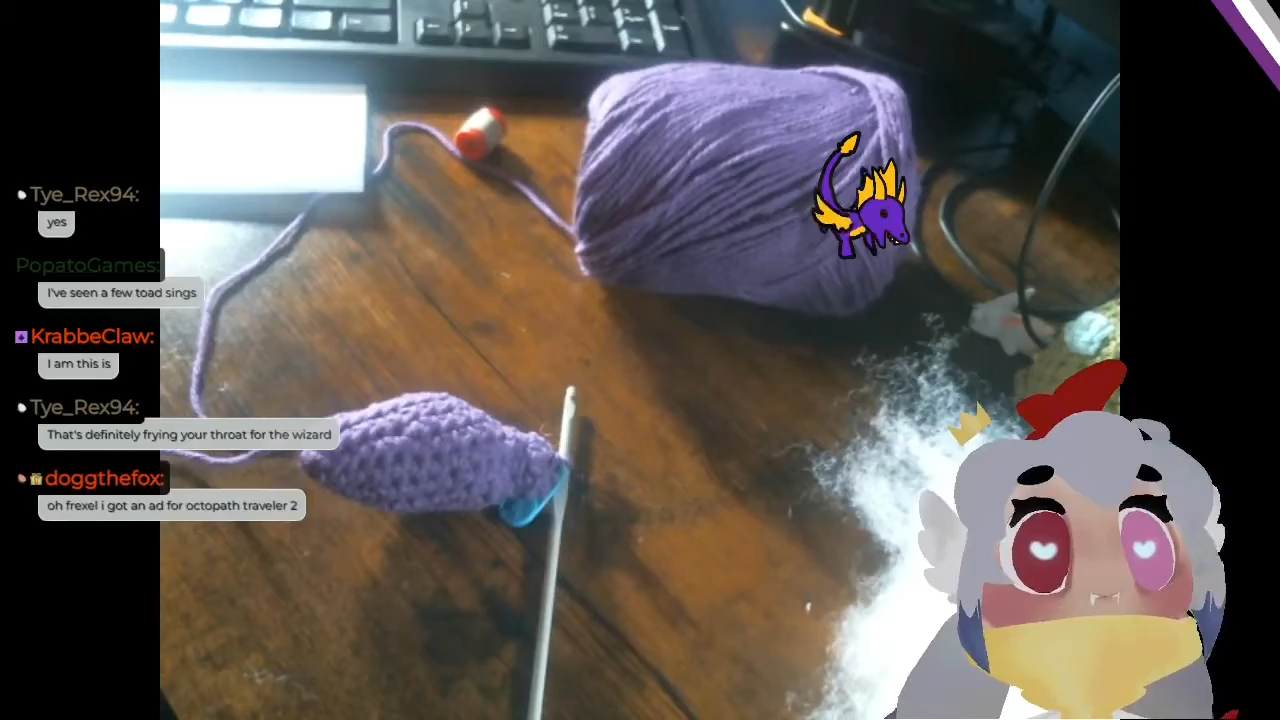 Tye_Rex94:
yes
PopatoGames:
I've seen a few toad sings
KrabbeClaw:
I am this is
Tye_Rex94:
That's definitely frying your throat for the wizard
doggthefox:
oh frexel i got an ad for octopath traveler 2